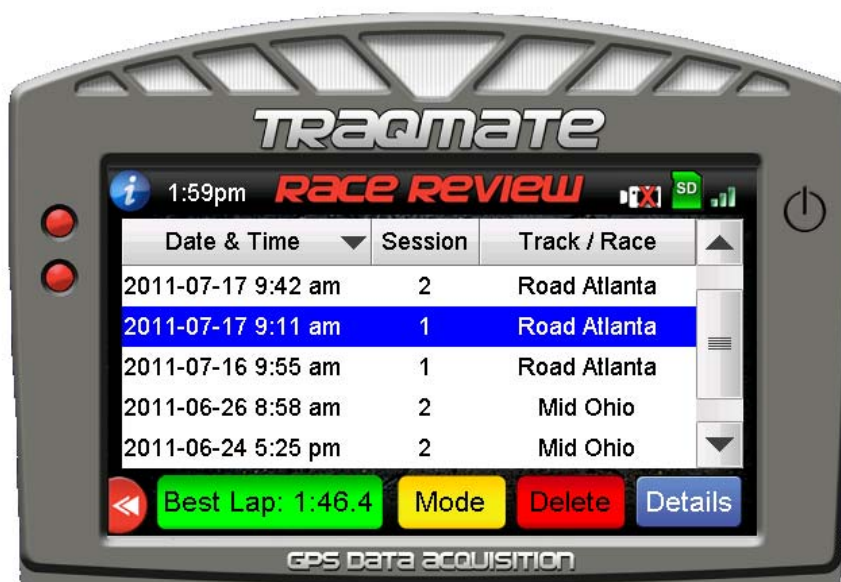 TRAQMATE
i 1:59pm RACE REVIEW X SD
Date & Time Session Track / Race
2011-07-17 9:42 am 2 Road Atlanta
2011-07-17 9:11 am 1 Road Atlanta
2011-07-16 9:55 am 1 Road Atlanta
2011-06-26 8:58 am 2 Mid Ohio
2011-06-24 5:25 pm 2 Mid Ohio
Best Lap: 1:46.4 Mode Delete Details
GPS DATA ACQUISITION